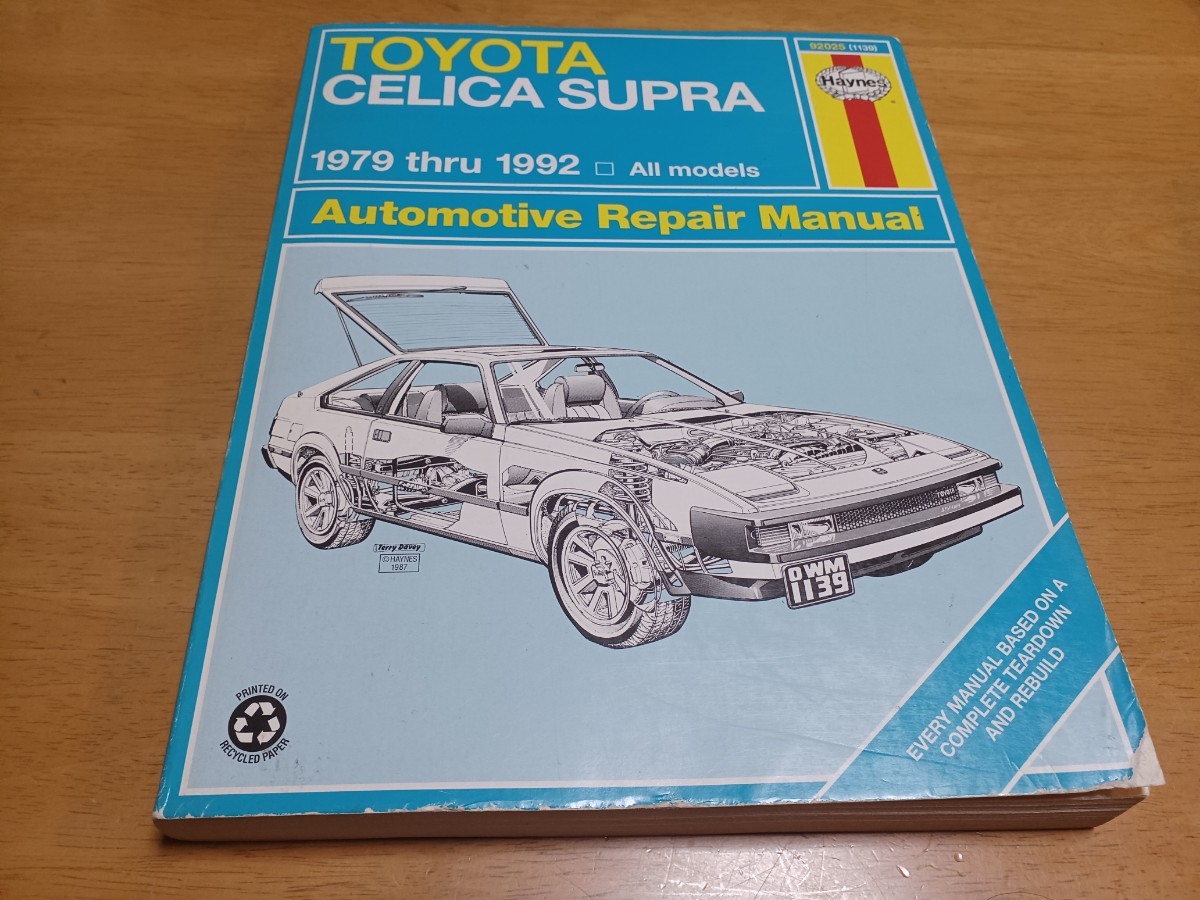 TOYOTA
CELICA SUPRA
1979 thru 1992 □ All models
92025 (1139)
Haynes
Automotive Repair Manual
Terry Davey
© HAYNES
1987
TOYOTA
OWM
1139
PRINTED ON
RECYCLED PAPER
EVERY MANUAL BASED ON A
COMPLETE TEARDOWN
AND REBUILD